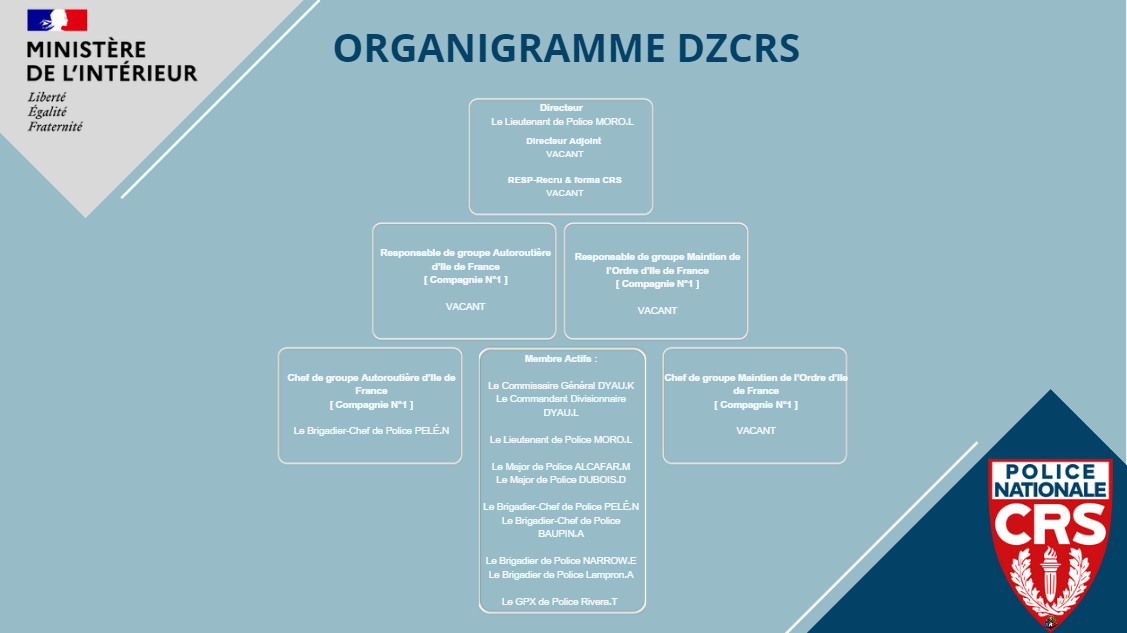 MINISTÈRE
DE L'INTÉRIEUR
Liberté
Égalité
Fraternité
ORGANIGRAMME DZCRS
Directeur
Le Lieutenant de Police MORO.L
Directeur Adjoint
VACANT
RESP-Recru & forma CRS
VACANT
Responsable de groupe Autoroutière
d'Ile de France
[ Compagnie N°1 ]
VACANT
Responsable de groupe Maintien de
l'Ordre d'Ile de France
[ Compagnie N°1 ]
VACANT
Chef de groupe Autoroutière d'Ile de
France
[ Compagnie N°1 ]
Le Brigadier-Chef de Police PELÉ.N
Membre Actifs :
Le Commissaire Général DYAU.K
Le Commandant Divisionnaire
DYAU.L
Le Lieutenant de Police MORO.L
Le Major de Police ALCAFAR.M
Le Major de Police DUBOIS.D
Le Brigadier-Chef de Police PELÉ.N
Le Brigadier-Chef de Police
BAUPIN.A
Le Brigadier de Police NARROW.E
Le Brigadier de Police Lampron.A
Le GPX de Police Rivera.T
Chef de groupe Maintien de l'Ordre d'Ile
de France
[ Compagnie N°1 ]
VACANT
POLICE
NATIONALE
CRS